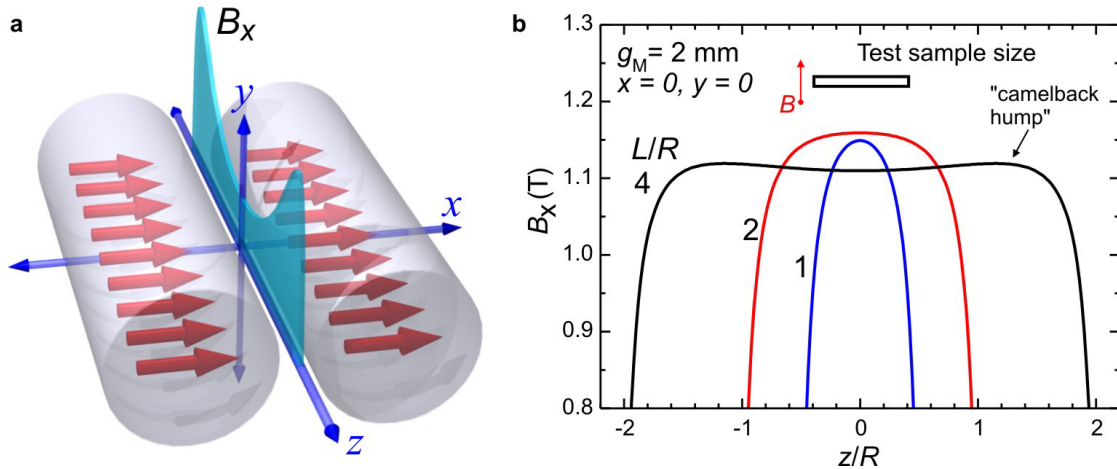 a
B_x
y
x
z
b
g_M = 2 mm
x = 0, y = 0
Test sample size
B
"camelback
hump"
L/R
4
2
1
B_x (T)
1.3
1.2
1.1
1.0
0.9
0.8
-2
-1
0
1
2
z/R